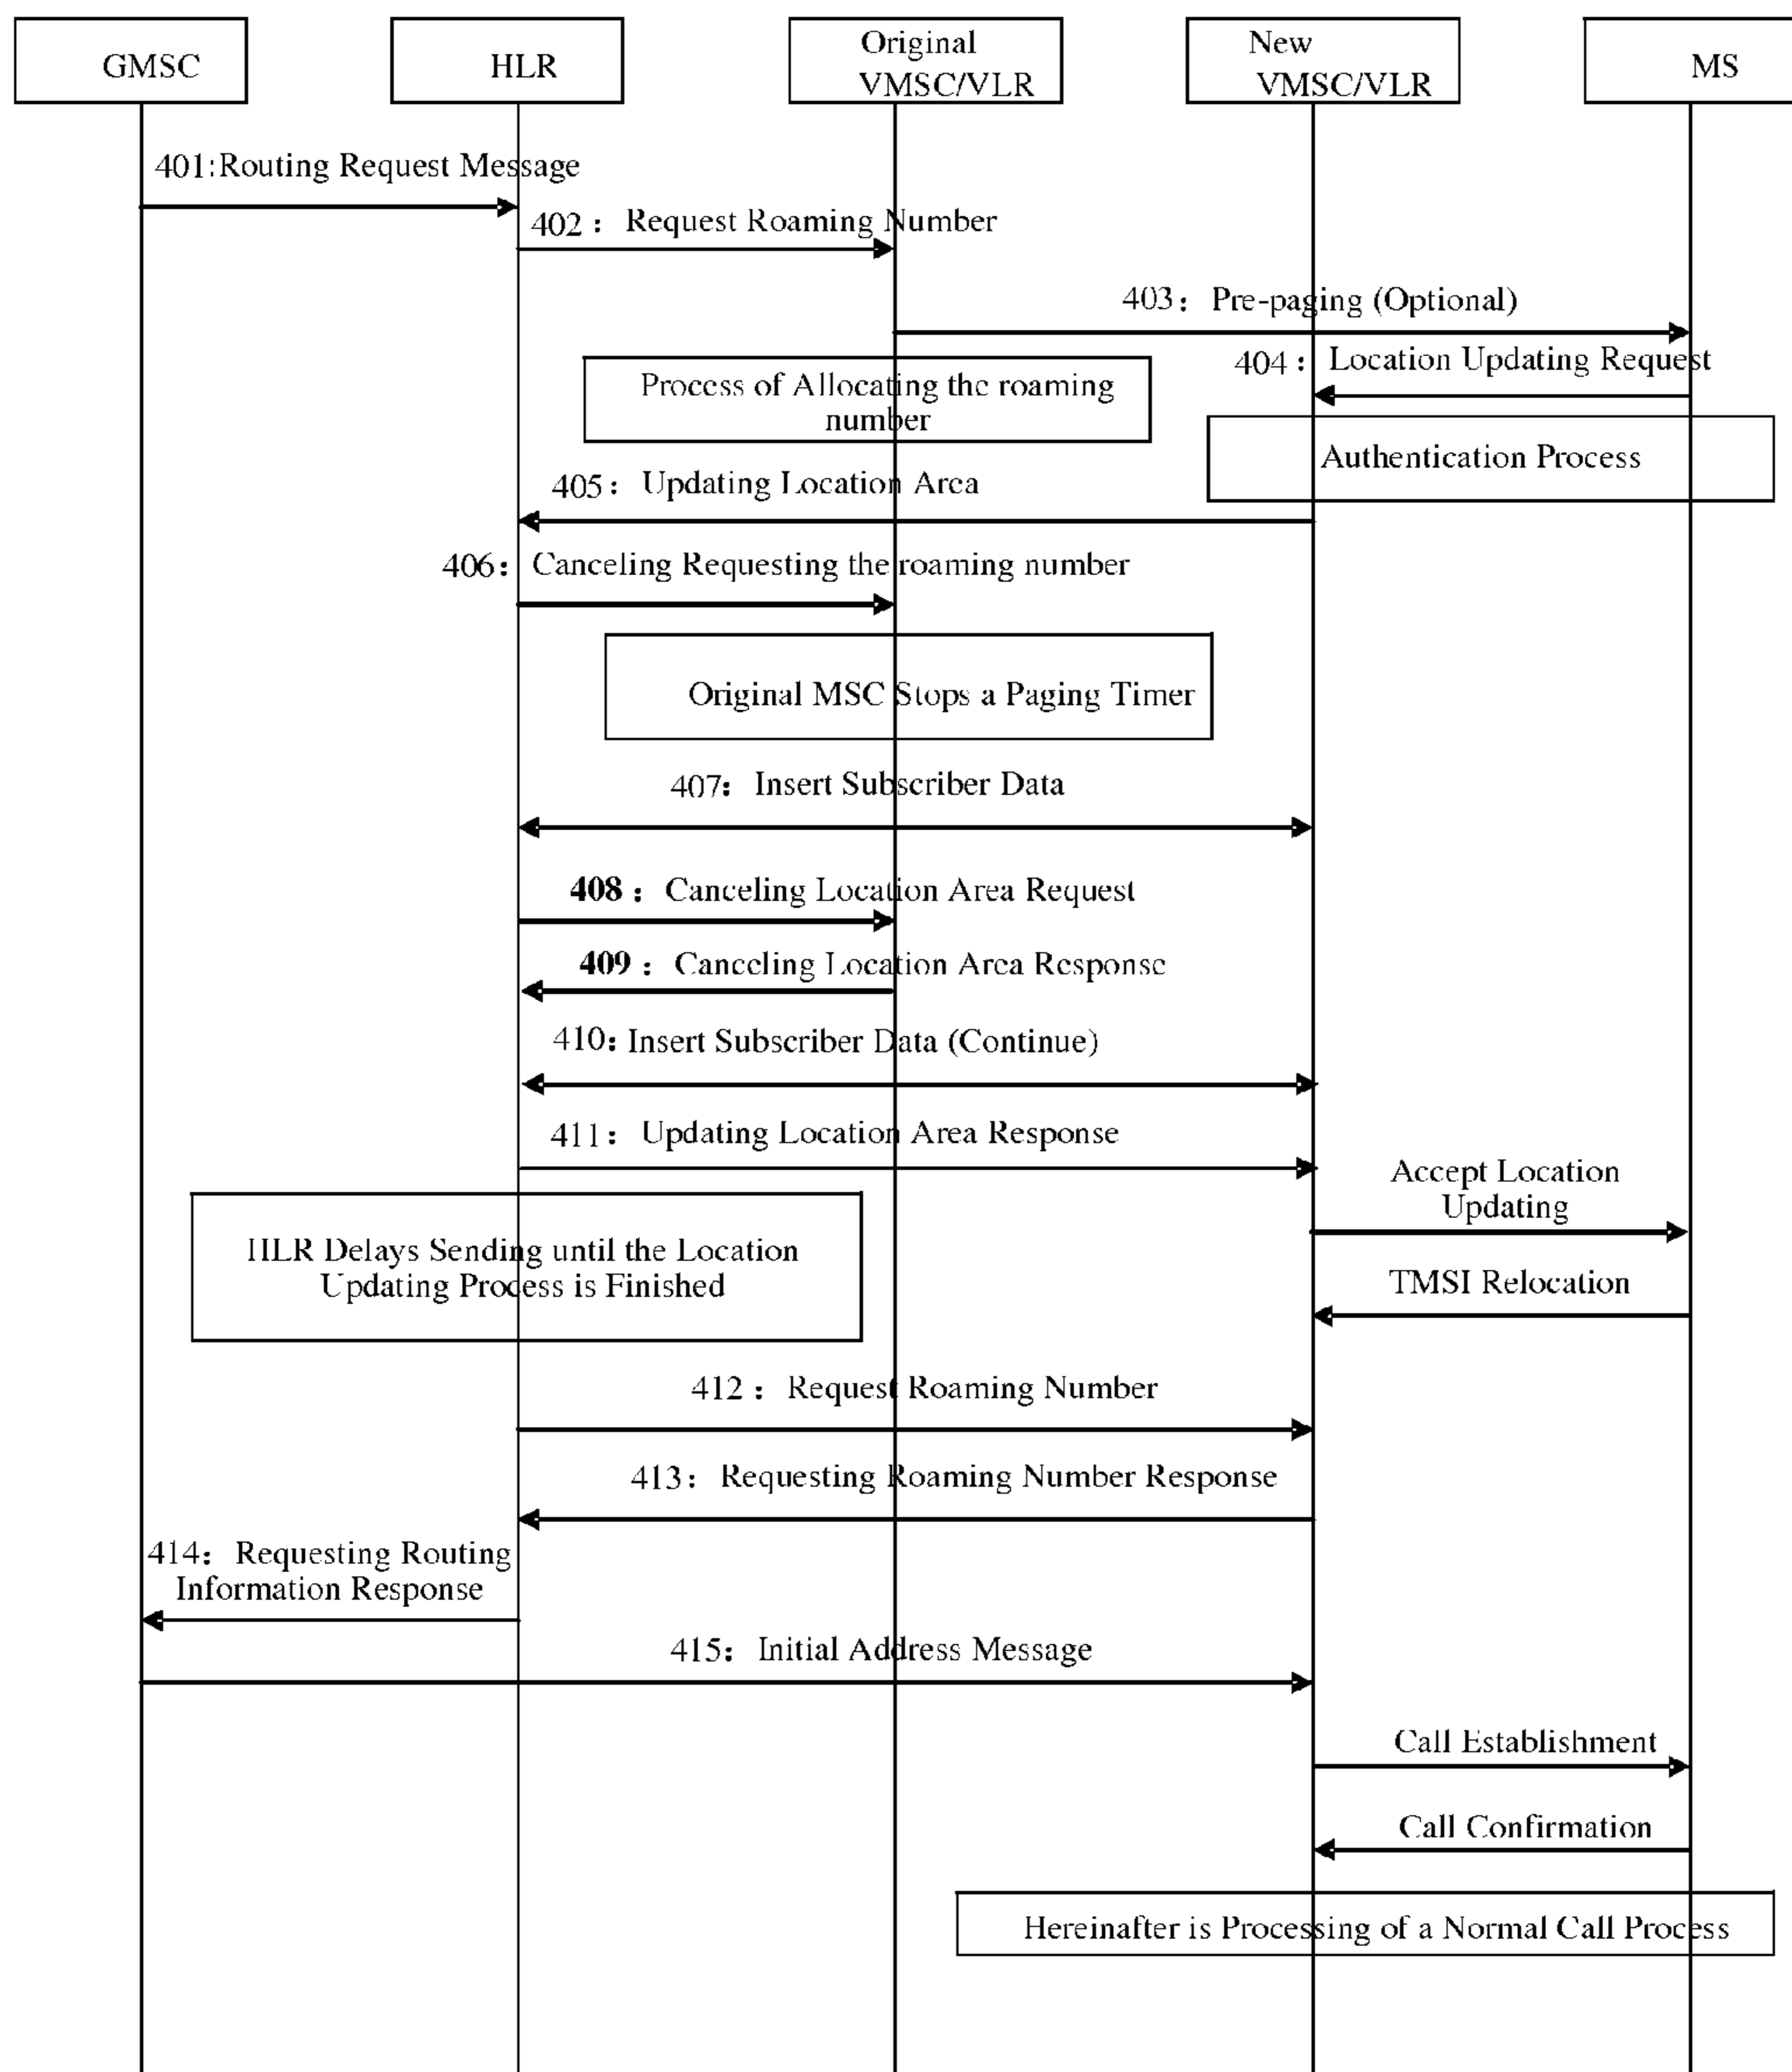 GMSC
HLR
Original
VMSC/VLR
New
VMSC/VLR
MS
401:Routing Request Message
402 : Request Roaming Number
403: Pre-paging (Optional)
404 : Location Updating Request
Process of Allocating the roaming
number
Authentication Process
405: Updating Location Area
406: Canceling Requesting the roaming number
Original MSC Stops a Paging Timer
407: Insert Subscriber Data
408 : Canceling Location Area Request
409 : Canceling Location Area Response
410: Insert Subscriber Data (Continue)
411: Updating Location Area Response
Accept Location
Updating
HLR Delays Sending until the Location
Updating Process is Finished
TMSI Relocation
412 : Request Roaming Number
413: Requesting Roaming Number Response
414: Requesting Routing
Information Response
415: Initial Address Message
Call Establishment
Call Confirmation
Hereinafter is Processing of a Normal Call Process